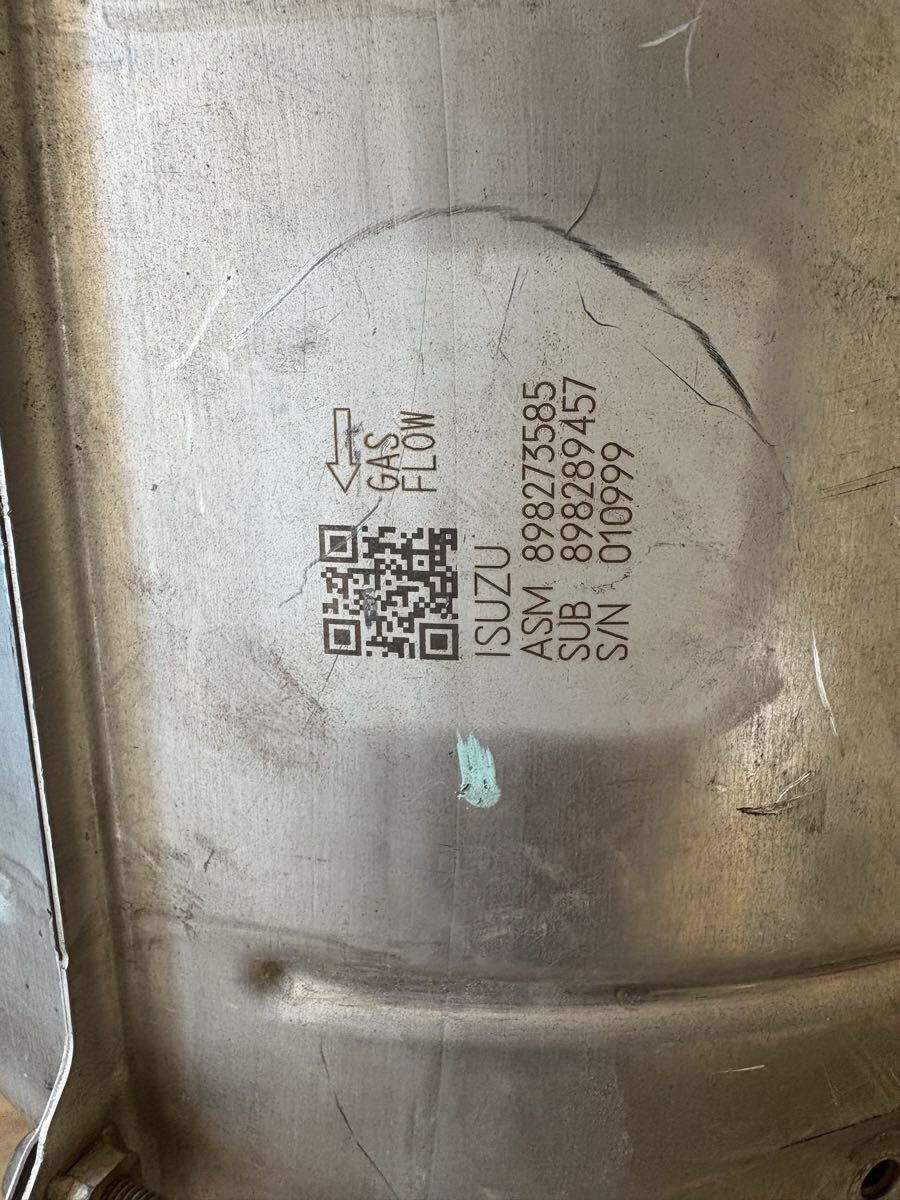 GAS
FLOW
ISUZU
ASM 898273585
SUB 898289457
S/N 010999